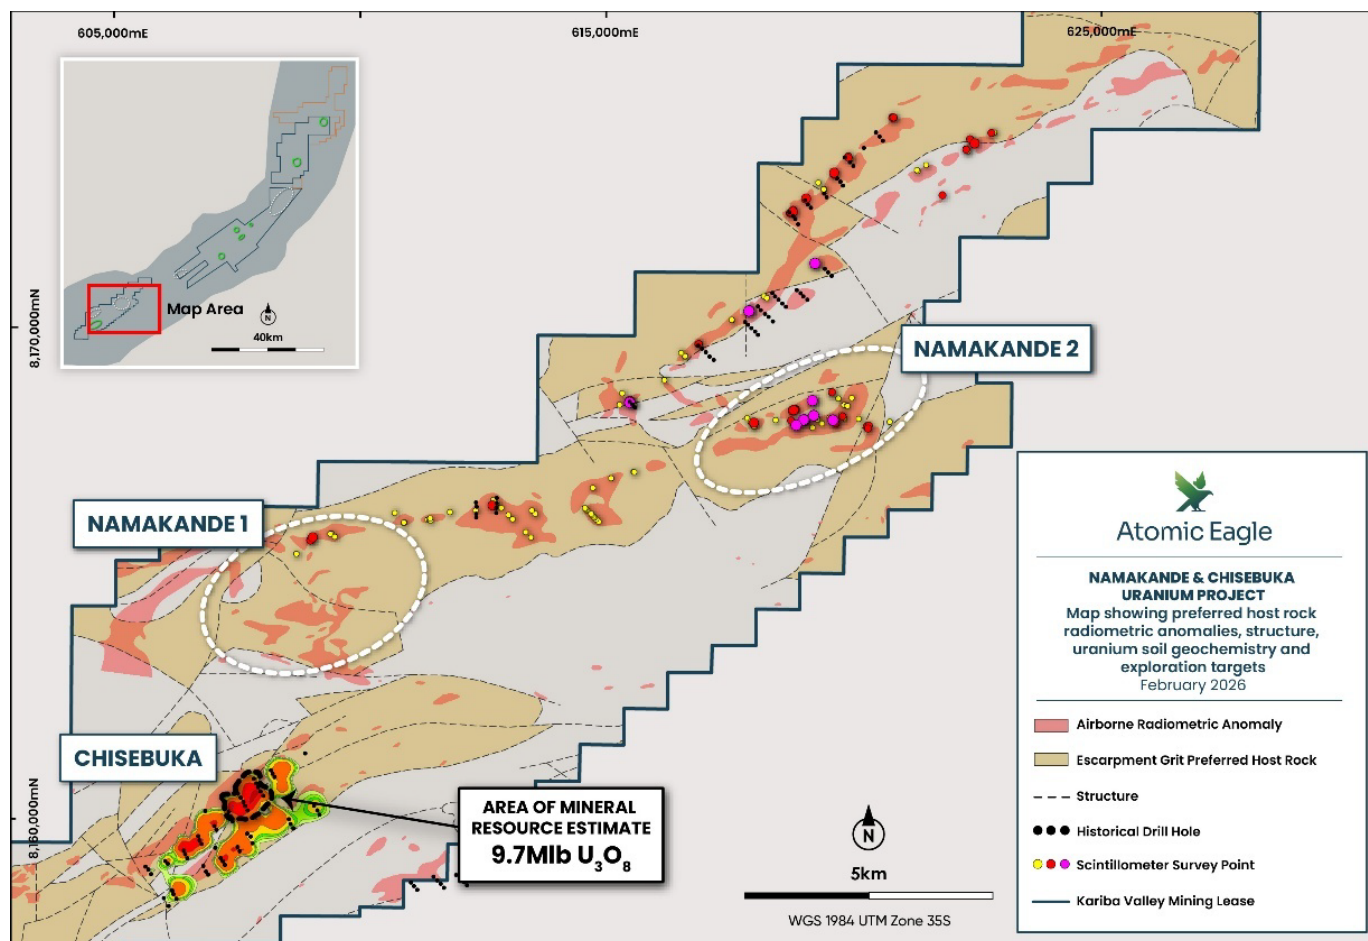 605,000mE
615,000mE
625,000mE
8,170,000mN
8,160,000mN
Map Area
N
40km
NAMAKANDE 2
NAMAKANDE 1
CHISEBUKA
AREA OF MINERAL
RESOURCE ESTIMATE
9.7Mlb U₃O₈
N
5km
WGS 1984 UTM Zone 35S
Atomic Eagle
NAMAKANDE & CHISEBUKA
URANIUM PROJECT
Map showing preferred host rock
radiometric anomalies, structure,
uranium soil geochemistry and
exploration targets
February 2026
Airborne Radiometric Anomaly
Escarpment Grit Preferred Host Rock
Structure
Historical Drill Hole
Scintillometer Survey Point
Kariba Valley Mining Lease